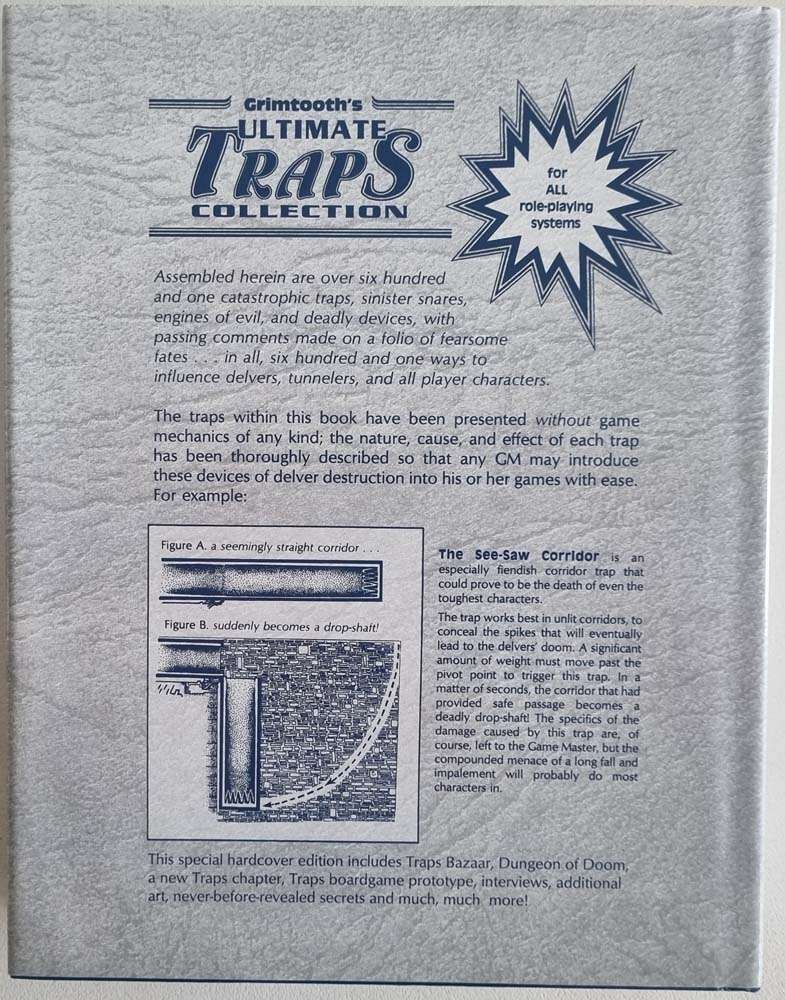 Grimtooth's
ULTIMATE
TRAPS
COLLECTION
for
ALL
role-playing
systems
Assembled herein are over six hundred
and one catastrophic traps, sinister snares,
engines of evil, and deadly devices, with
passing comments made on a folio of fearsome
fates . . . in all, six hundred and one ways to
influence delvers, tunnelers, and all player characters.
The traps within this book have been presented without game
mechanics of any kind; the nature, cause, and effect of each trap
has been thoroughly described so that any GM may introduce
these devices of delver destruction into his or her games with ease.
For example:
Figure A. a seemingly straight corridor . . .
Figure B. suddenly becomes a drop-shaft!
The See-Saw Corridor is an
especially fiendish corridor trap that
could prove to be the death of even the
toughest characters.
The trap works best in unlit corridors, to
conceal the spikes that will eventually
lead to the delvers' doom. A significant
amount of weight must move past the
pivot point to trigger this trap. In a
matter of seconds, the corridor that had
provided safe passage becomes a
deadly drop-shaft! The specifics of the
damage caused by this trap are, of
course, left to the Game Master, but the
compounded menace of a long fall and
impalement will probably do most
characters in.
This special hardcover edition includes Traps Bazaar, Dungeon of Doom,
a new Traps chapter, Traps boardgame prototype, interviews, additional
art, never-before-revealed secrets and much, much more!